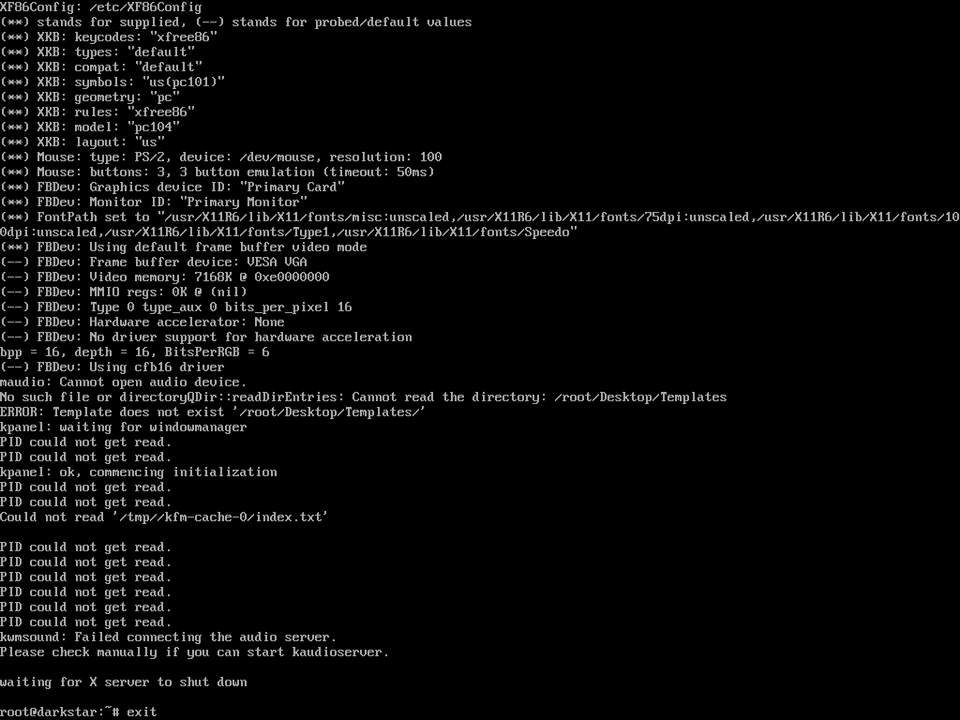 XF86Config: /etc/XF86Config
(**) stands for supplied, (--) stands for probed/default values
(**) XKB: keycodes: "xfree86"
(**) XKB: types: "default"
(**) XKB: compat: "default"
(**) XKB: symbols: "us(pc101)"
(**) XKB: geometry: "pc"
(**) XKB: rules: "xfree86"
(**) XKB: model: "pc104"
(**) XKB: layout: "us"
(**) Mouse: type: PS/2, device: /dev/mouse, resolution: 100
(**) Mouse: buttons: 3, 3 button emulation (timeout: 50ms)
(**) FBDev: Graphics device ID: "Primary Card"
(**) FBDev: Monitor ID: "Primary Monitor"
(**) FontPath set to "/usr/X11R6/lib/X11/fonts/misc:unscaled,/usr/X11R6/lib/X11/fonts/75dpi:unscaled,/usr/X11R6/lib/X11/fonts/10
0dpi:unscaled,/usr/X11R6/lib/X11/fonts/Type1,/usr/X11R6/lib/X11/fonts/Speedo"
(**) FBDev: Using default frame buffer video mode
(--) FBDev: Frame buffer device: VESA VGA
(--) FBDev: Video memory: 7168K @ 0xe0000000
(--) FBDev: MMIO regs: 0K @ (nil)
(--) FBDev: Type 0 type_aux 0 bits_per_pixel 16
(--) FBDev: Hardware accelerator: None
(--) FBDev: No driver support for hardware acceleration
bpp = 16, depth = 16, BitsPerRGB = 6
(--) FBDev: Using cfb16 driver
maudio: Cannot open audio device.
No such file or directoryQDir::readDirEntries: Cannot read the directory: /root/Desktop/Templates
ERROR: Template does not exist '/root/Desktop/Templates/'
kpanel: waiting for windowmanager
PID could not get read.
PID could not get read.
kpanel: ok, commencing initialization
PID could not get read.
PID could not get read.
Could not read '/tmp//kfm-cache-0/index.txt'
PID could not get read.
PID could not get read.
PID could not get read.
PID could not get read.
PID could not get read.
PID could not get read.
kwmsound: Failed connecting the audio server.
Please check manually if you can start kaudioserver.
waiting for X server to shut down
root@darkstar:~# exit